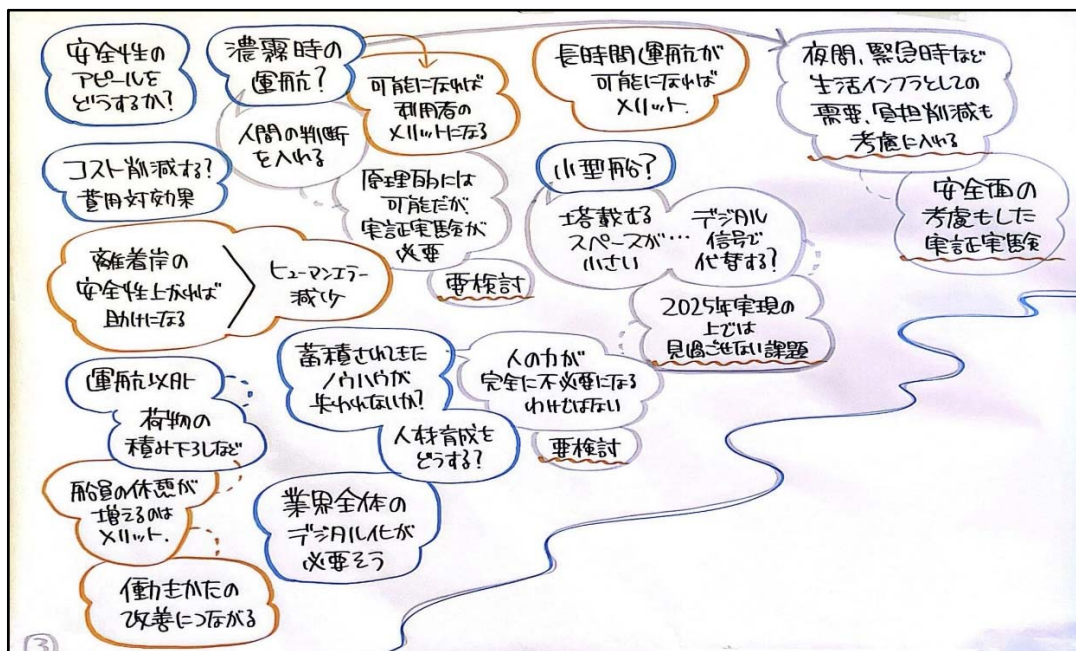 安全性の
アピールを
どうするか?
濃霧時の
運航?
可能になれば
利用者の
メリットになる
人間の判断
を入れる
原理的には
可能だが
実証実験が
必要
要検討
長時間運航が
可能になれば
メリット.
夜間、緊急時など
生活インフラとしての
需要、負担削減も
考慮に入れる
安全面の
考慮もした
実証実験
コスト削減する?
費用対効果
小型船?
搭載する
スペースが…
小さい
デジタル
信号で
代替する?
2025年実現の
上では
見過ごせない課題
離着岸の
安全性上がれば
助けになる
ヒューマンエラー
減少
運航以外
荷物の
積み下ろしなど
船員の休憩が
増えるのは
メリット.
働きかたの
改善につながる
蓄積されてきた
ノウハウが
失われないか?
人の力が
完全に不必要になる
わけではない
人材育成を
どうする?
要検討
業界全体の
デジタル化が
必要そう
③